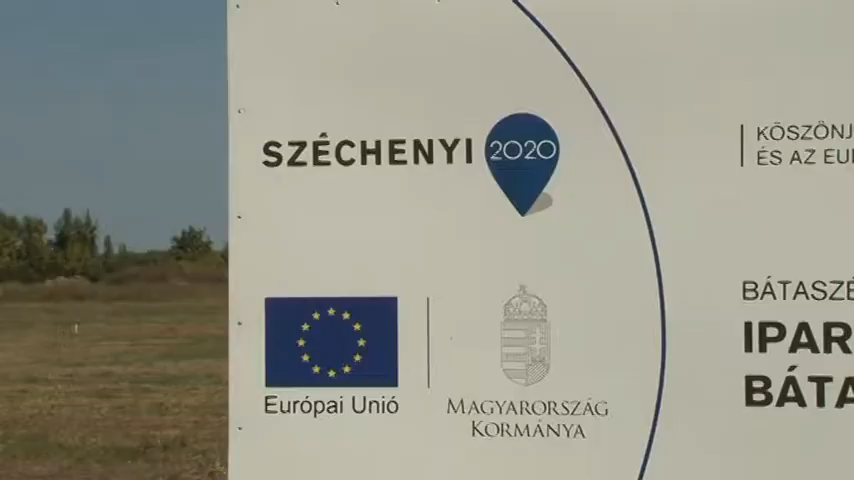 SZÉCHENYI 2020
KÖSZÖNJ
ÉS AZ EU
Európai Unió
MAGYARORSZÁG
KORMÁNYA
BÁTASZÉ
IPAR
BÁTA